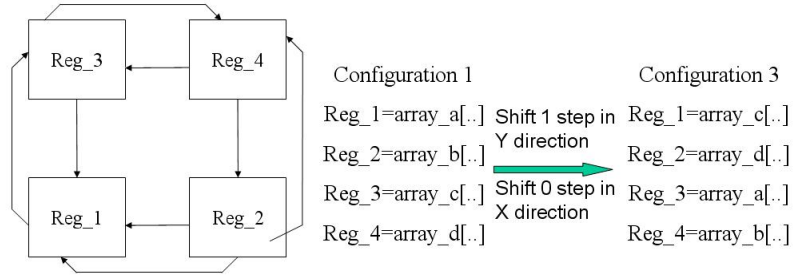 Reg_3
Reg_4
Reg_1
Reg_2
Configuration 1
Reg_1=array_a[..]
Reg_2=array_b[..]
Reg_3=array_c[..]
Reg_4=array_d[..]
Shift 1 step in
Y direction
Shift 0 step in
X direction
Configuration 3
Reg_1=array_c[..]
Reg_2=array_d[..]
Reg_3=array_a[..]
Reg_4=array_b[..]